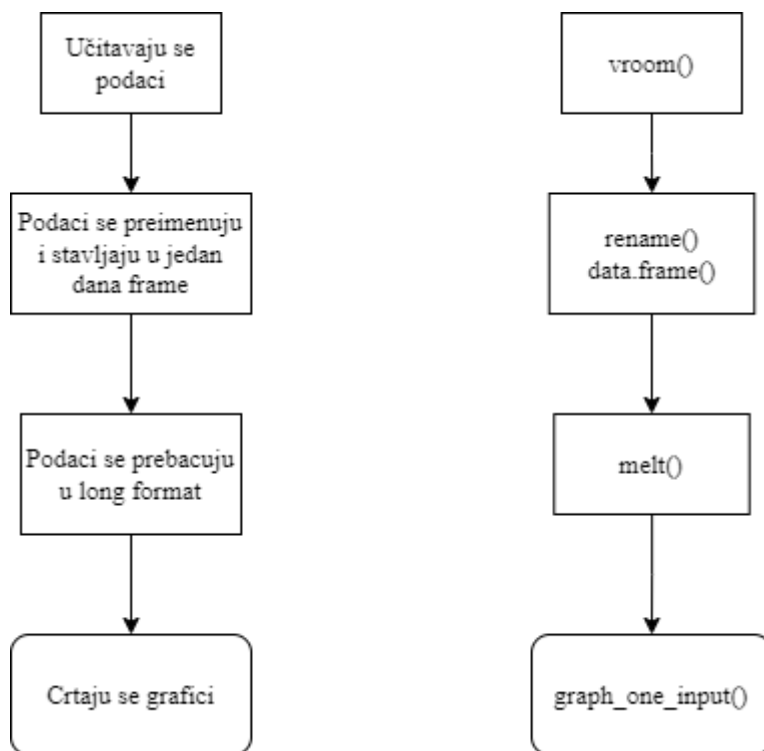 Učitavaju se
podaci
Podaci se preimenuju
i stavljaju u jedan
dana frame
Podaci se prebacuju
u long format
Crtaju se grafici
vroom()
rename()
data.frame()
melt()
graph_one_input()